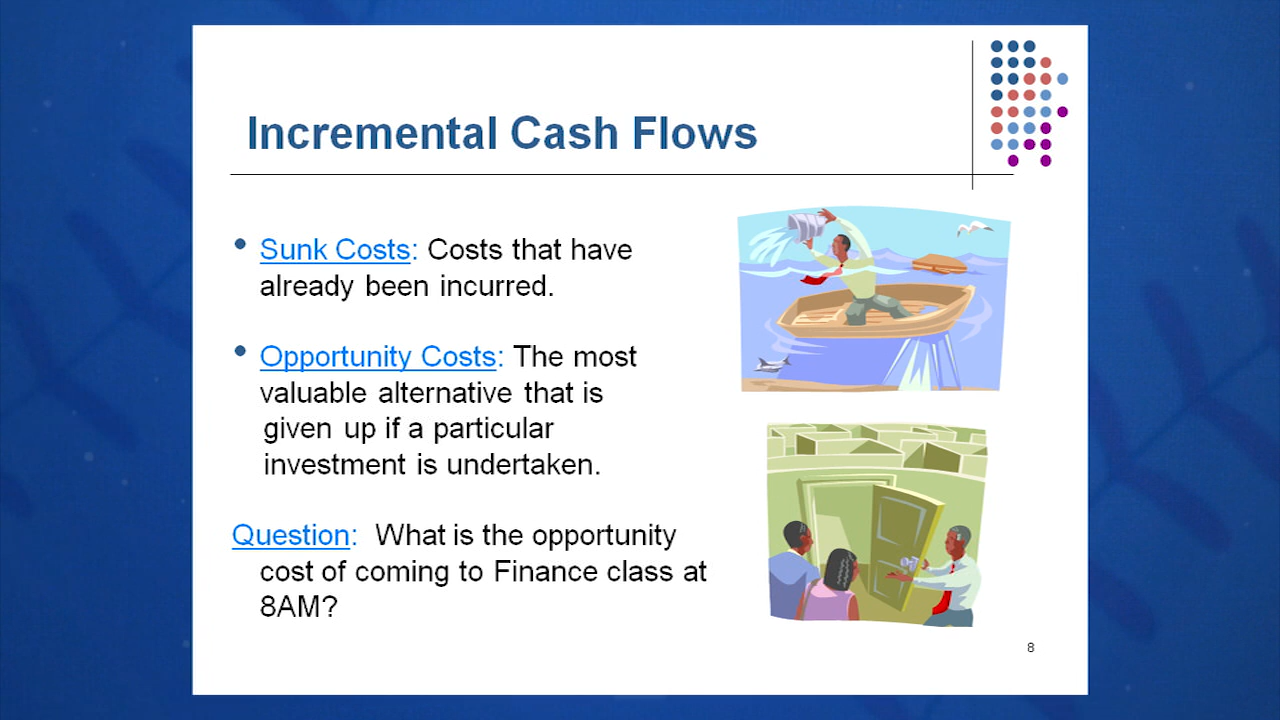 Incremental Cash Flows
• Sunk Costs: Costs that have
already been incurred.
• Opportunity Costs: The most
valuable alternative that is
given up if a particular
investment is undertaken.
Question: What is the opportunity
cost of coming to Finance class at
8AM?
8